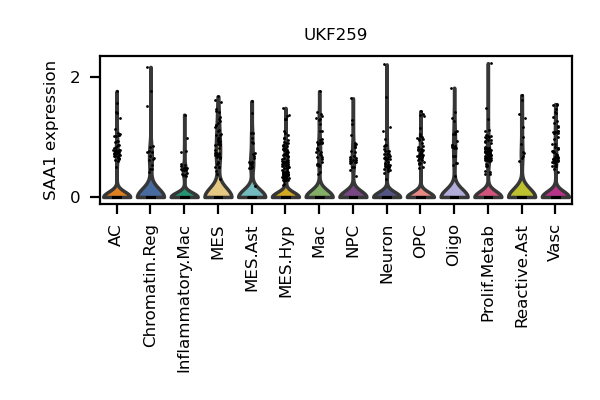 UKF259
SAA1 expression
2
0
AC
Chromatin.Reg
Inflammatory.Mac
MES
MES.Ast
MES.Hyp
Mac
NPC
Neuron
OPC
Oligo
Prolif.Metab
Reactive.Ast
Vasc